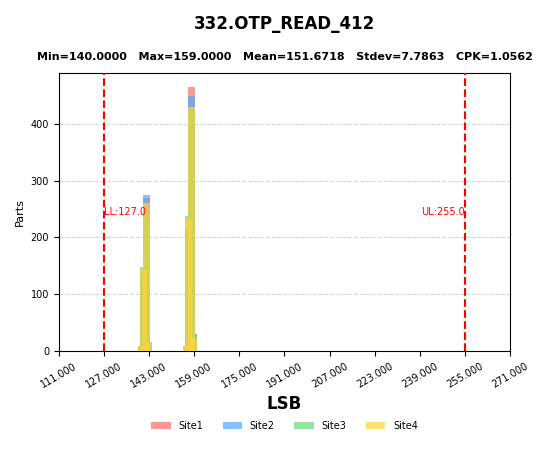 332.OTP_READ_412
Min=140.0000 Max=159.0000 Mean=151.6718 Stdev=7.7863 CPK=1.0562
Parts
400
300
200
100
0
LL:127.0
UL:255.0
111.000 127.000 143.000 159.000 175.000 191.000 207.000 223.000 239.000 255.000 271.000
LSB
Site1 Site2 Site3 Site4